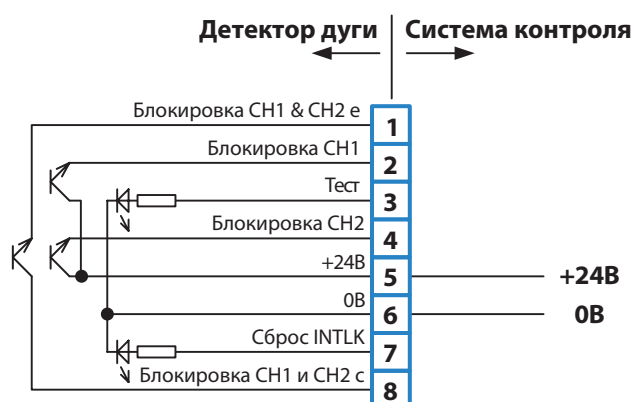 Детектор дуги
Система контроля
Блокировка CH1 & CH2 e
1
Блокировка CH1
2
Тест
3
Блокировка CH2
4
+24В
5
+24В
0В
6
0В
Сброс INTLK
7
Блокировка CH1 и CH2 c
8